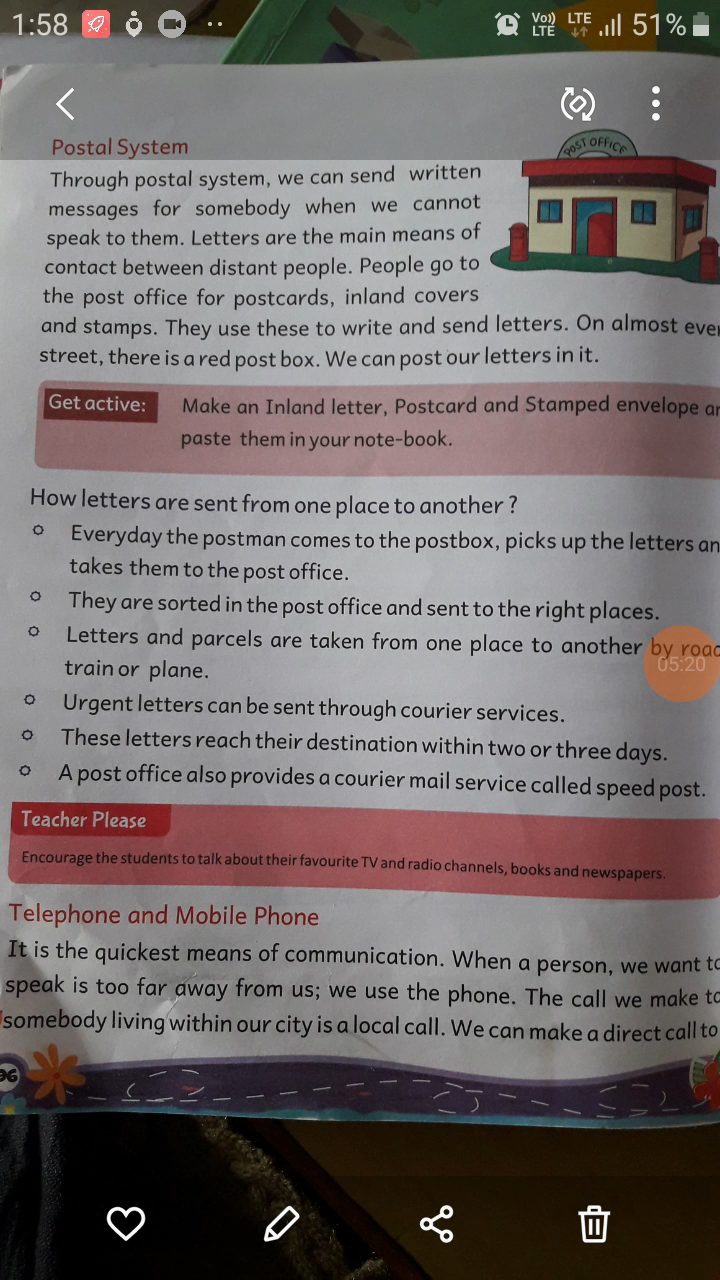 1:58
Vo)) LTE LTE 51%
Postal System
POST OFFICE
Through postal system, we can send written
messages for somebody when we cannot
speak to them. Letters are the main means of
contact between distant people. People go to
the post office for postcards, inland covers
and stamps. They use these to write and send letters. On almost ever
street, there is a red post box. We can post our letters in it.
Get active: Make an Inland letter, Postcard and Stamped envelope an
paste them in your note-book.
How letters are sent from one place to another ?
Everyday the postman comes to the postbox, picks up the letters an
takes them to the post office.
They are sorted in the post office and sent to the right places.
Letters and parcels are taken from one place to another by road
05:20
train or plane.
Urgent letters can be sent through courier services.
These letters reach their destination within two or three days.
A post office also provides a courier mail service called speed post.
Teacher Please
Encourage the students to talk about their favourite TV and radio channels, books and newspapers.
Telephone and Mobile Phone
It is the quickest means of communication. When a person, we want to
speak is too far away from us; we use the phone. The call we make to
somebody living within our city is a local call. We can make a direct call to